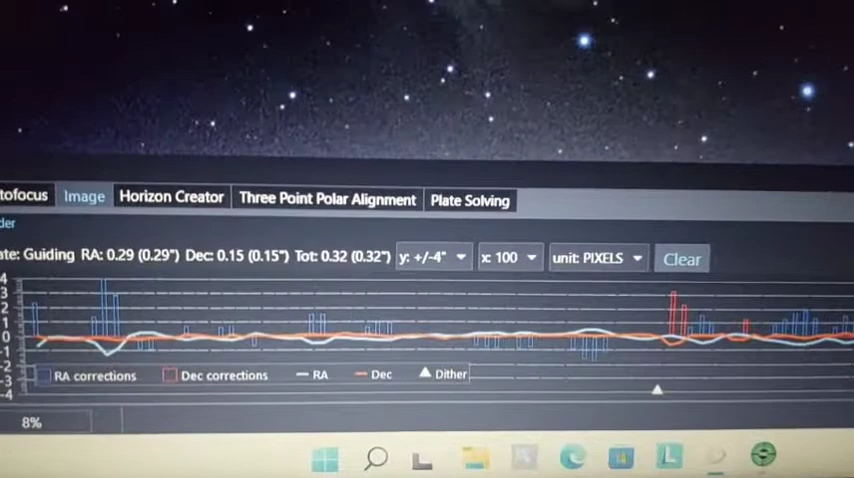 tofocus Image Horizon Creator Three Point Polar Alignment Plate Solving
der
ate: Guiding RA: 0.29 (0.29") Dec: 0.15 (0.15") Tot: 0.32 (0.32") y: +/-4" x: 100 unit: PIXELS Clear
4
3
2
1
0
-1
-2
-3
-4
RA corrections Dec corrections RA Dec Dither
8%